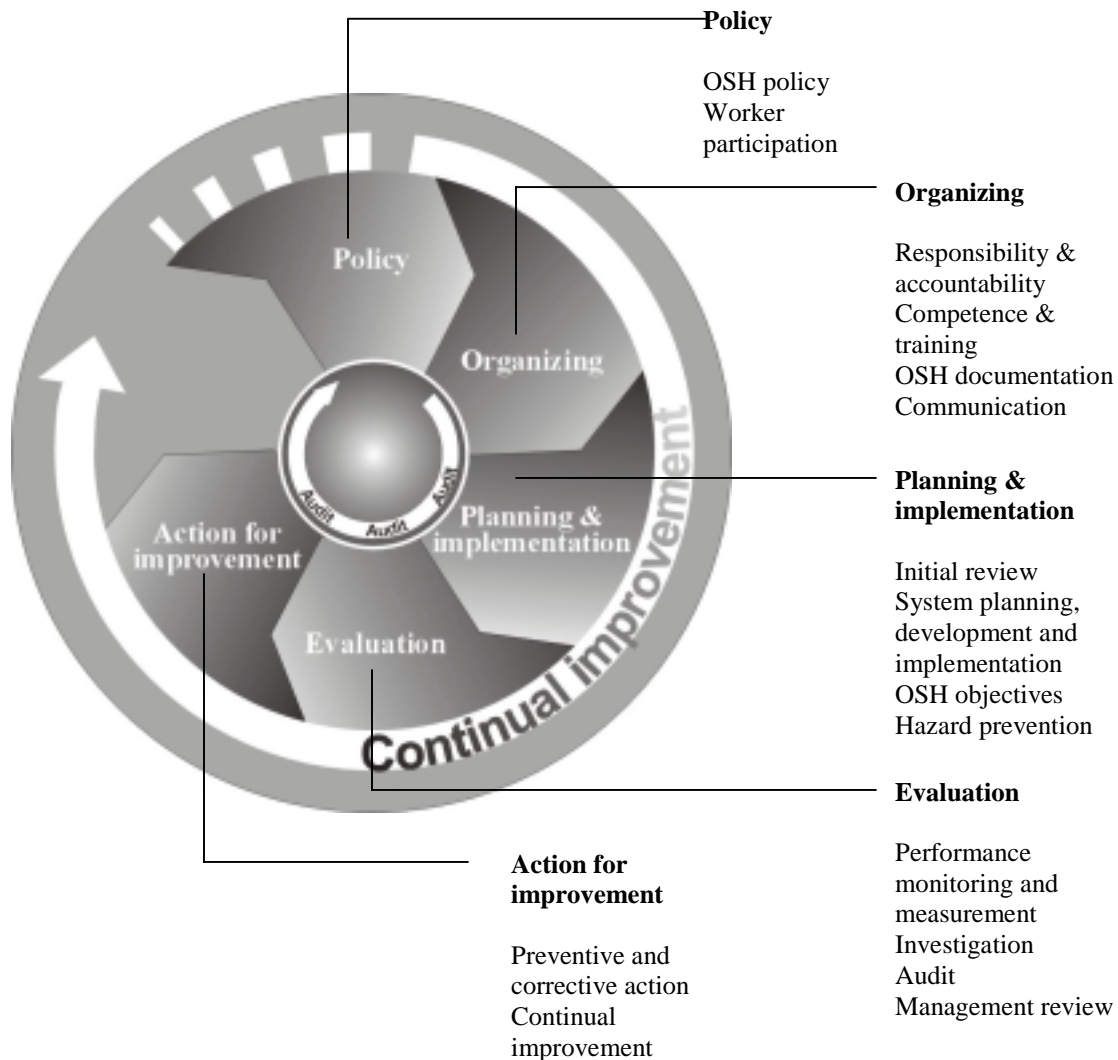 Policy
OSH policy
Worker
participation
Organizing
Responsibility &
accountability
Competence &
training
OSH documentation
Communication
Planning &
implementation
Initial review
System planning,
development and
implementation
OSH objectives
Hazard prevention
Evaluation
Performance
monitoring and
measurement
Investigation
Audit
Management review
Action for
improvement
Preventive and
corrective action
Continual
improvement
Policy
Organizing
Planning &
implementation
Evaluation
Action for
improvement
Audit
Audit
Audit
Continual improvement